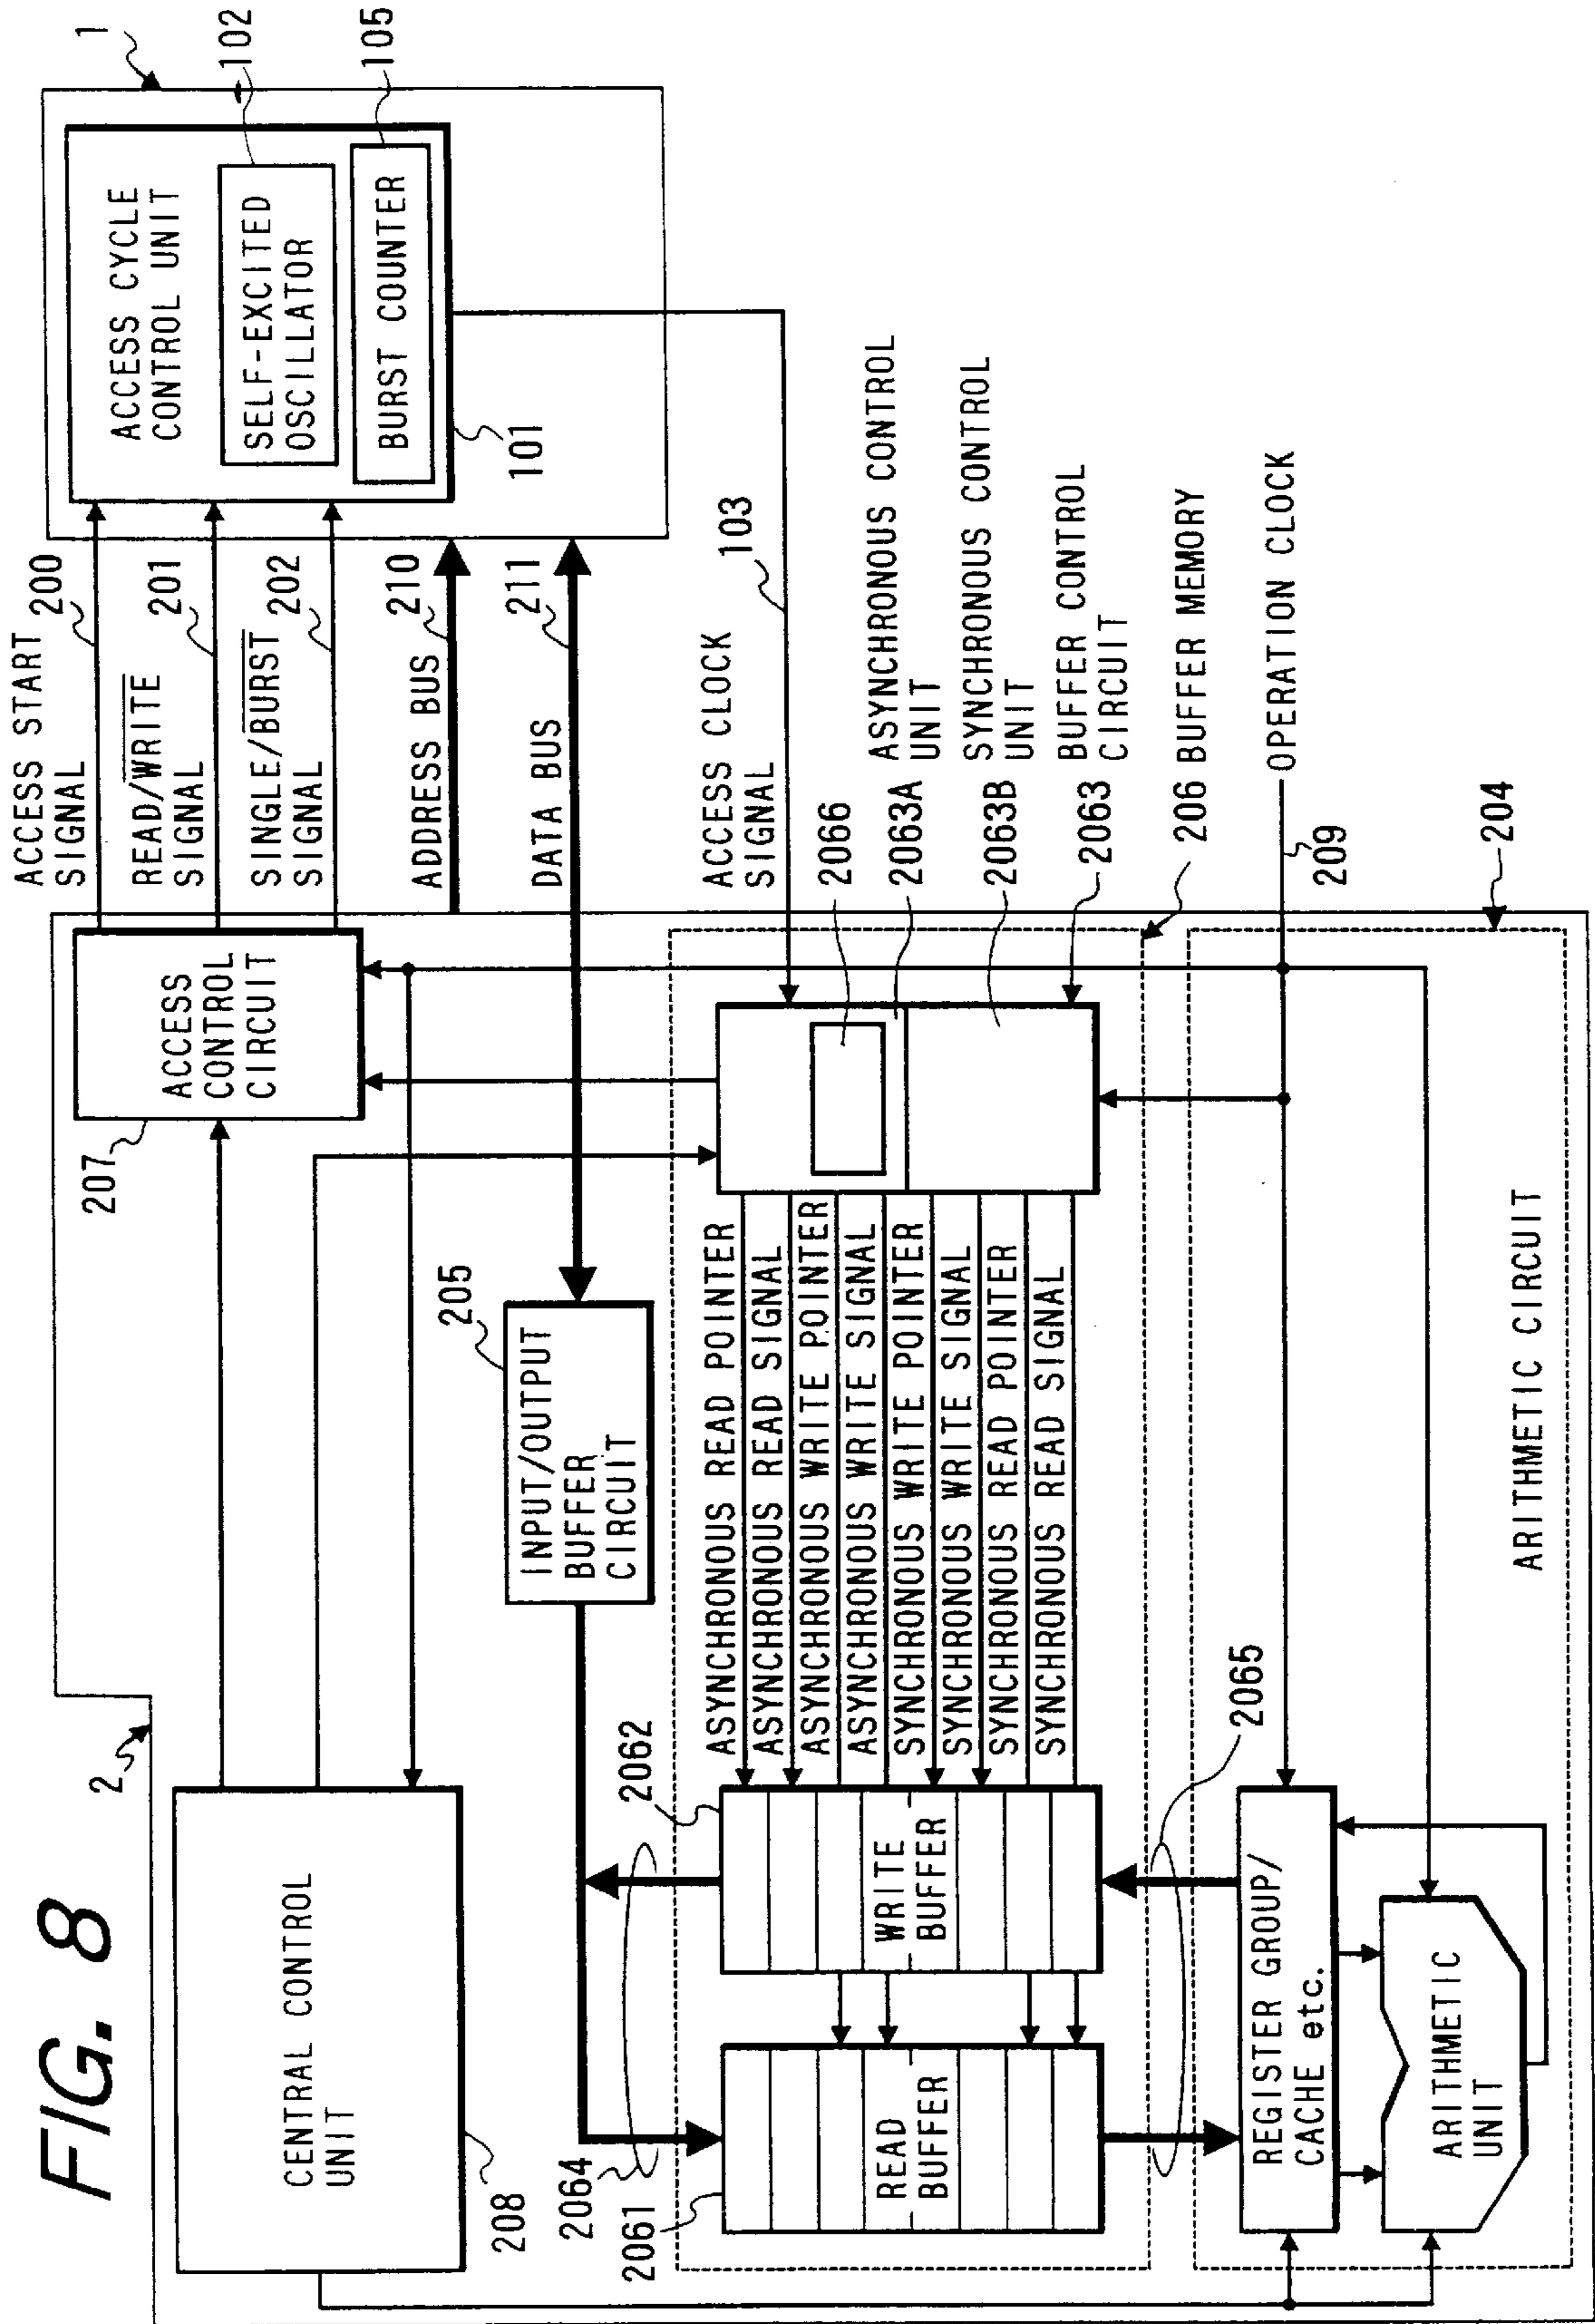 FIG. 8
2
1
CENTRAL CONTROL
UNIT
208
207
ACCESS
CONTROL
CIRCUIT
ACCESS START
SIGNAL
200
READ/WRITE
SIGNAL
201
SINGLE/BURST
SIGNAL
202
ADDRESS BUS
210
DATA BUS
211
ACCESS CYCLE
CONTROL UNIT
SELF-EXCITED
OSCILLATOR
BURST COUNTER
102
105
101
205
INPUT/OUTPUT
BUFFER
CIRCUIT
ACCESS CLOCK
SIGNAL
103
2064
2061
READ
BUFFER
2062
WRITE
BUFFER
2065
ASYNCHRONOUS READ POINTER
ASYNCHRONOUS READ SIGNAL
ASYNCHRONOUS WRITE POINTER
ASYNCHRONOUS WRITE SIGNAL
SYNCHRONOUS WRITE POINTER
SYNCHRONOUS WRITE SIGNAL
SYNCHRONOUS READ POINTER
SYNCHRONOUS READ SIGNAL
2066
2063A
ASYNCHRONOUS CONTROL
UNIT
2063B
SYNCHRONOUS CONTROL
UNIT
2063
BUFFER CONTROL
CIRCUIT
206 BUFFER MEMORY
OPERATION CLOCK
209
204
REGISTER GROUP/
CACHE etc.
ARITHMETIC
UNIT
ARITHMETIC CIRCUIT